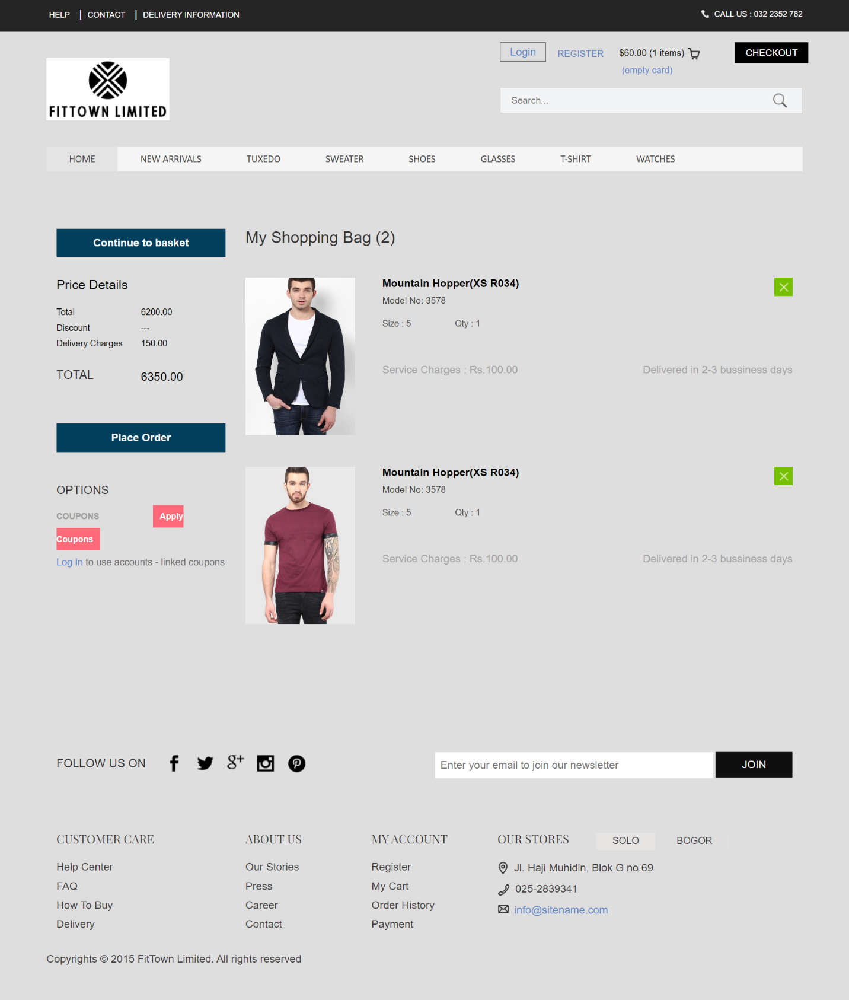 HELP | CONTACT | DELIVERY INFORMATION
CALL US : 032 2352 782
Login REGISTER $60.00 (1 items) CHECKOUT
(empty card)
FITTOWN LIMITED
Search...
HOME NEW ARRIVALS TUXEDO SWEATER SHOES GLASSES T-SHIRT WATCHES
Continue to basket
Price Details
Total 6200.00
Discount ---
Delivery Charges 150.00
TOTAL 6350.00
Place Order
OPTIONS
COUPONS Apply
Coupons
Log In to use accounts - linked coupons
My Shopping Bag (2)
Mountain Hopper(XS R034)
Model No: 3578
Size : 5 Qty : 1
Service Charges : Rs.100.00 Delivered in 2-3 bussiness days
Mountain Hopper(XS R034)
Model No: 3578
Size : 5 Qty : 1
Service Charges : Rs.100.00 Delivered in 2-3 bussiness days
FOLLOW US ON
Enter your email to join our newsletter JOIN
CUSTOMER CARE
Help Center
FAQ
How To Buy
Delivery
ABOUT US
Our Stories
Press
Career
Contact
MY ACCOUNT
Register
My Cart
Order History
Payment
OUR STORES SOLO BOGOR
Jl. Haji Muhidin, Blok G no.69
025-2839341
info@sitename.com
Copyrights © 2015 FitTown Limited. All rights reserved